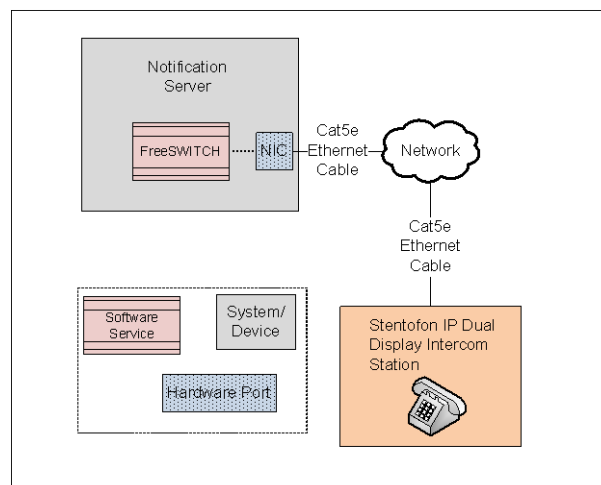 Notification
Server
FreeSWITCH
NIC
Cat5e
Ethernet
Cable
Network
Cat5e
Ethernet
Cable
Software
Service
System/
Device
Hardware Port
Stentofon IP Dual
Display Intercom
Station